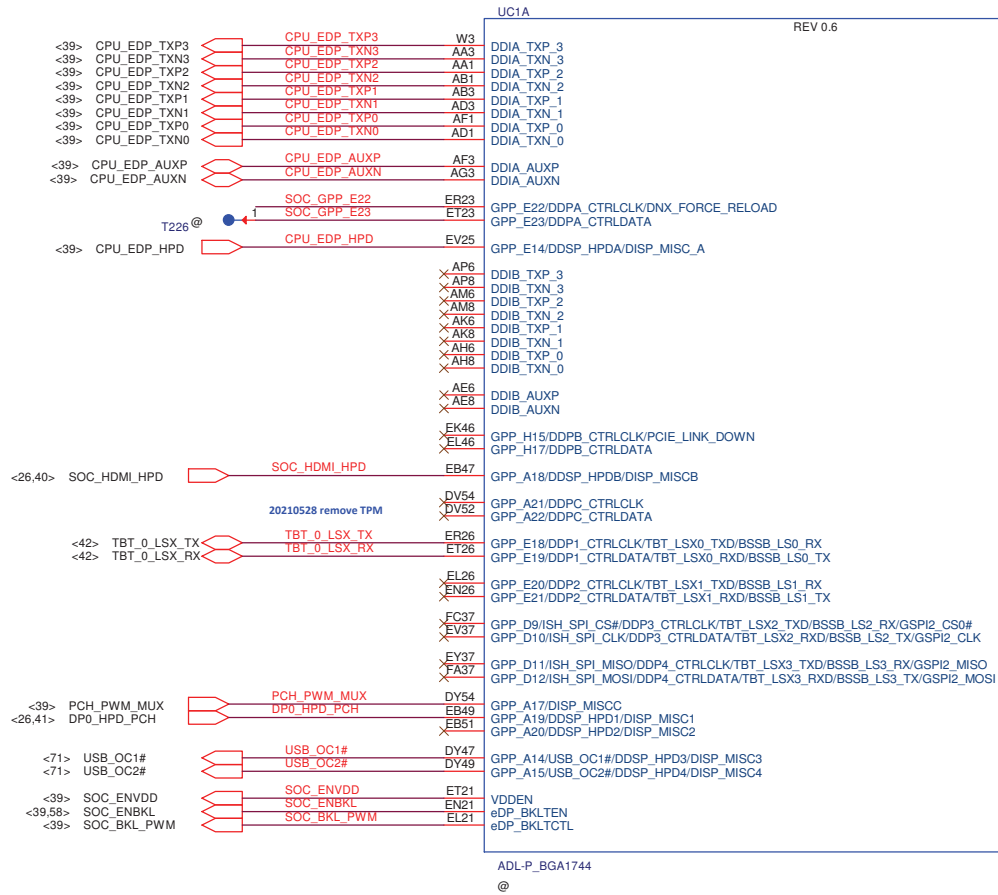 UC1A
REV 0.6
<39> CPU_EDP_TXP3 CPU_EDP_TXP3 W3 DDIA_TXP_3
<39> CPU_EDP_TXN3 CPU_EDP_TXN3 AA3 DDIA_TXN_3
<39> CPU_EDP_TXP2 CPU_EDP_TXP2 AA1 DDIA_TXP_2
<39> CPU_EDP_TXN2 CPU_EDP_TXN2 AB1 DDIA_TXN_2
<39> CPU_EDP_TXP1 CPU_EDP_TXP1 AB3 DDIA_TXP_1
<39> CPU_EDP_TXN1 CPU_EDP_TXN1 AD3 DDIA_TXN_1
<39> CPU_EDP_TXP0 CPU_EDP_TXP0 AF1 DDIA_TXP_0
<39> CPU_EDP_TXN0 CPU_EDP_TXN0 AD1 DDIA_TXN_0
<39> CPU_EDP_AUXP CPU_EDP_AUXP AF3 DDIA_AUXP
<39> CPU_EDP_AUXN CPU_EDP_AUXN AG3 DDIA_AUXN
SOC_GPP_E22 ER23 GPP_E22/DDPA_CTRLCLK/DNX_FORCE_RELOAD
T226 @ 1 SOC_GPP_E23 ET23 GPP_E23/DDPA_CTRLDATA
<39> CPU_EDP_HPD CPU_EDP_HPD EV25 GPP_E14/DDSP_HPDA/DISP_MISC_A
AP6 DDIB_TXP_3
AP8 DDIB_TXN_3
AM6 DDIB_TXP_2
AM8 DDIB_TXN_2
AK6 DDIB_TXP_1
AK8 DDIB_TXN_1
AH6 DDIB_TXP_0
AH8 DDIB_TXN_0
AE6 DDIB_AUXP
AE8 DDIB_AUXN
EK46 GPP_H15/DDPB_CTRLCLK/PCIE_LINK_DOWN
EL46 GPP_H17/DDPB_CTRLDATA
<26,40> SOC_HDMI_HPD SOC_HDMI_HPD EB47 GPP_A18/DDSP_HPDB/DISP_MISCB
DV54 GPP_A21/DDPC_CTRLCLK
20210528 remove TPM DV52 GPP_A22/DDPC_CTRLDATA
<42> TBT_0_LSX_TX TBT_0_LSX_TX ER26 GPP_E18/DDP1_CTRLCLK/TBT_LSX0_TXD/BSSB_LS0_RX
<42> TBT_0_LSX_RX TBT_0_LSX_RX ET26 GPP_E19/DDP1_CTRLDATA/TBT_LSX0_RXD/BSSB_LS0_TX
EL26 GPP_E20/DDP2_CTRLCLK/TBT_LSX1_TXD/BSSB_LS1_RX
EN26 GPP_E21/DDP2_CTRLDATA/TBT_LSX1_RXD/BSSB_LS1_TX
FC37 GPP_D9/ISH_SPI_CS#/DDP3_CTRLCLK/TBT_LSX2_TXD/BSSB_LS2_RX/GSPI2_CS0#
EV37 GPP_D10/ISH_SPI_CLK/DDP3_CTRLDATA/TBT_LSX2_RXD/BSSB_LS2_TX/GSPI2_CLK
EY37 GPP_D11/ISH_SPI_MISO/DDP4_CTRLCLK/TBT_LSX3_TXD/BSSB_LS3_RX/GSPI2_MISO
FA37 GPP_D12/ISH_SPI_MOSI/DDP4_CTRLDATA/TBT_LSX3_RXD/BSSB_LS3_TX/GSPI2_MOSI
<39> PCH_PWM_MUX PCH_PWM_MUX DY54 GPP_A17/DISP_MISCC
<26,41> DP0_HPD_PCH DP0_HPD_PCH EB49 GPP_A19/DDSP_HPD1/DISP_MISC1
EB51 GPP_A20/DDSP_HPD2/DISP_MISC2
<71> USB_OC1# USB_OC1# DY47 GPP_A14/USB_OC1#/DDSP_HPD3/DISP_MISC3
<71> USB_OC2# USB_OC2# DY49 GPP_A15/USB_OC2#/DDSP_HPD4/DISP_MISC4
<39> SOC_ENVDD SOC_ENVDD ET21 VDDEN
<39,58> SOC_ENBKL SOC_ENBKL EN21 eDP_BKLTEN
<39> SOC_BKL_PWM SOC_BKL_PWM EL21 eDP_BKLTCTL
ADL-P_BGA1744
@